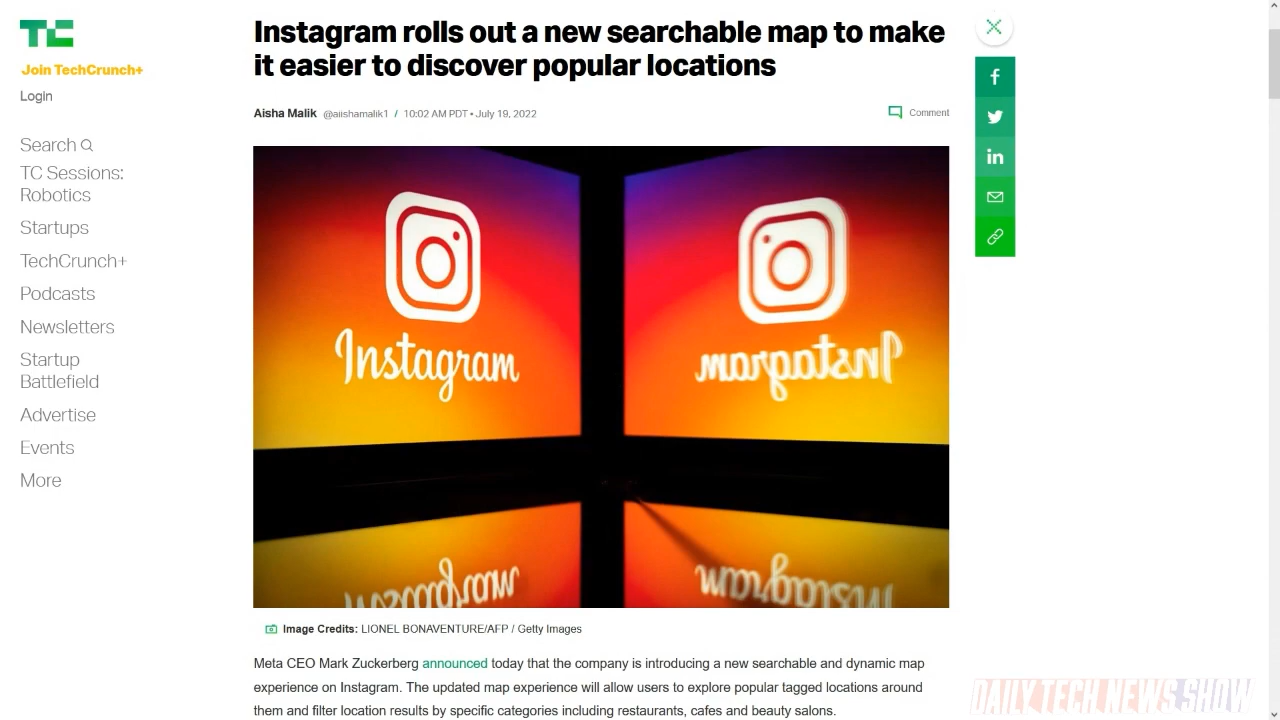 TC
Join TechCrunch+
Login
Search
TC Sessions:
Robotics
Startups
TechCrunch+
Podcasts
Newsletters
Startup
Battlefield
Advertise
Events
More
Instagram rolls out a new searchable map to make
it easier to discover popular locations
Aisha Malik @aiishamalik1 / 10:02 AM PDT • July 19, 2022
Comment
Instagram
Instagram
Instagram
Instagram
Image Credits: LIONEL BONAVENTURE/AFP / Getty Images
Meta CEO Mark Zuckerberg announced today that the company is introducing a new searchable and dynamic map
experience on Instagram. The updated map experience will allow users to explore popular tagged locations around
them and filter location results by specific categories including restaurants, cafes and beauty salons.
DAILY TECH NEWS SHOW